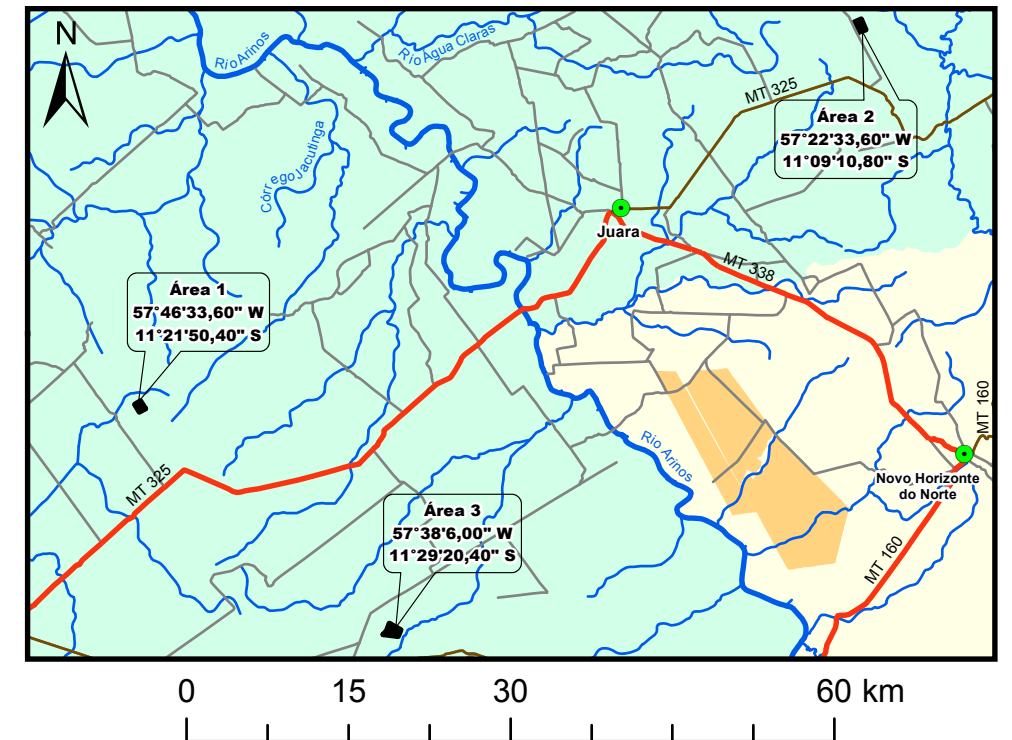 N
Rio Arinos
Rio Água Claras
MT 325
Área 2
57°22'33,60" W
11°09'10,80" S
Córrego Jacutinga
Juara
MT 338
Área 1
57°46'33,60" W
11°21'50,40" S
MT 160
Rio Arinos
MT 325
Novo Horizonte
do Norte
Área 3
57°38'6,00" W
11°29'20,40" S
MT 160
0 15 30 60 km